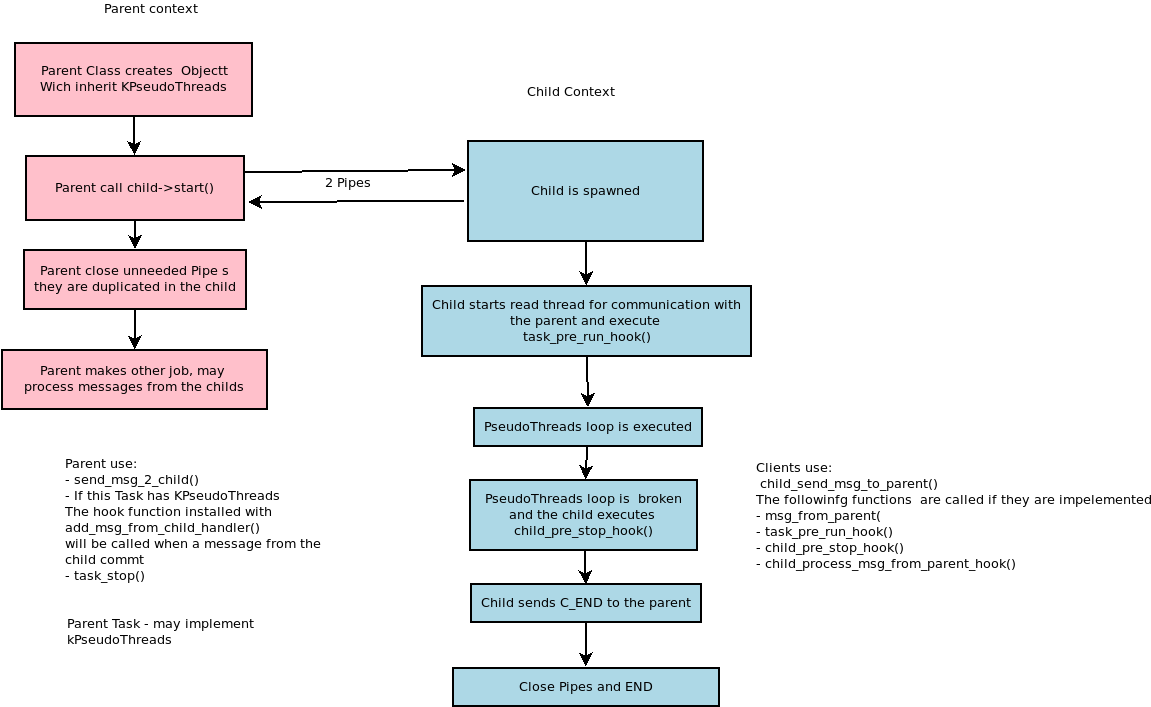 Parent context
Parent Class creates  Objectt
Wich inherit KPseudoThreads
Parent call child->start()
Parent close unneeded Pipe s
they are duplicated in the child
Parent makes other job, may
process messages from the childs
2 Pipes
Child Context
Child is spawned
Child starts read thread for communication with
the parent and execute
task_pre_run_hook()
PseudoThreads loop is executed
PseudoThreads loop is  broken
and the child executes
child_pre_stop_hook()
Child sends C_END to the parent
Close Pipes and END
Parent use:
- send_msg_2_child()
- If this Task has KPseudoThreads
The hook function installed with
add_msg_from_child_handler()
will be called when a message from the
child commt
- task_stop()
Parent Task - may implement
kPseudoThreads
Clients use:
child_send_msg_to_parent()
The followinfg functions  are called if they are impelemented
- msg_from_parent(
- task_pre_run_hook()
- child_pre_stop_hook()
- child_process_msg_from_parent_hook()